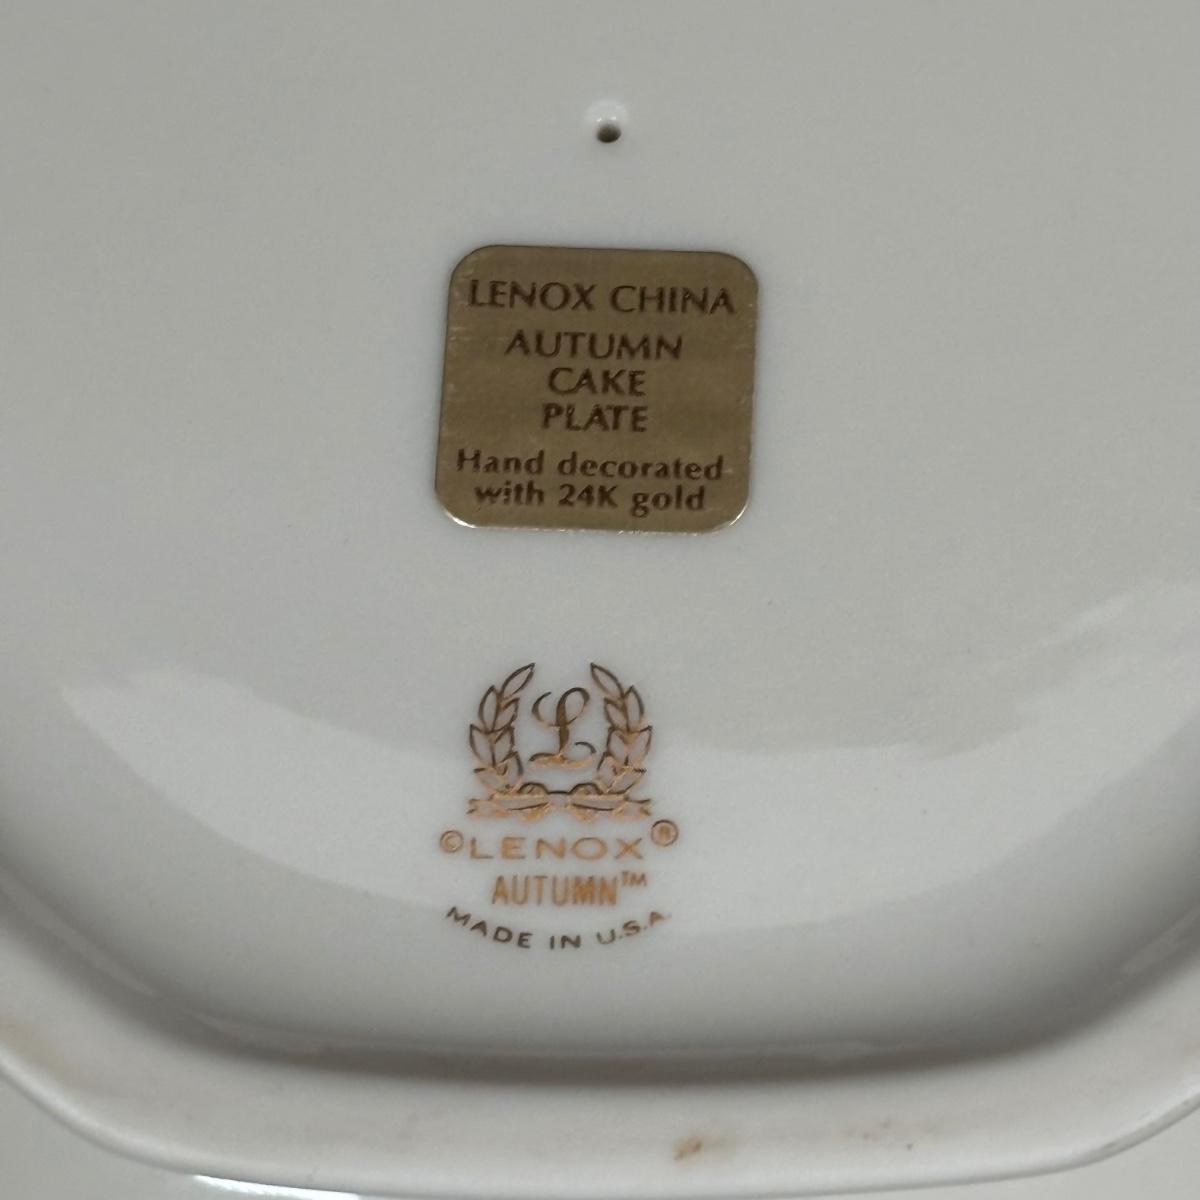 LENOX CHINA
AUTUMN
CAKE
PLATE
Hand decorated
with 24K gold
L
©LENOX®
AUTUMN™
MADE IN U.S.A.